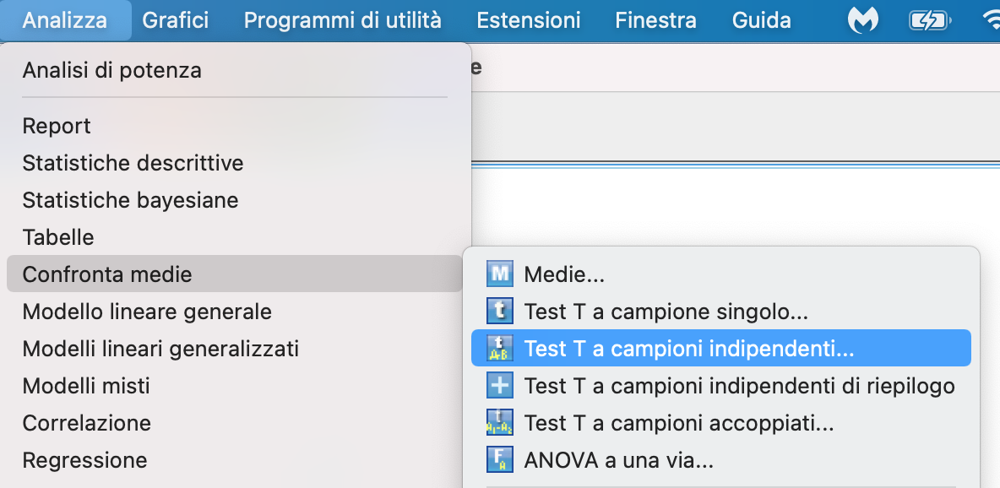 Analizza Grafici Programmi di utilità Estensioni Finestra Guida
Analisi di potenza
e
Report
Statistiche descrittive
Statistiche bayesiane
Tabelle
Confronta medie
Modello lineare generale
Modelli lineari generalizzati
Modelli misti
Correlazione
Regressione
M Medie...
t Test T a campione singolo...
t A-B Test T a campioni indipendenti...
Test T a campioni indipendenti di riepilogo
t A1-A2 Test T a campioni accoppiati...
F A ANOVA a una via...